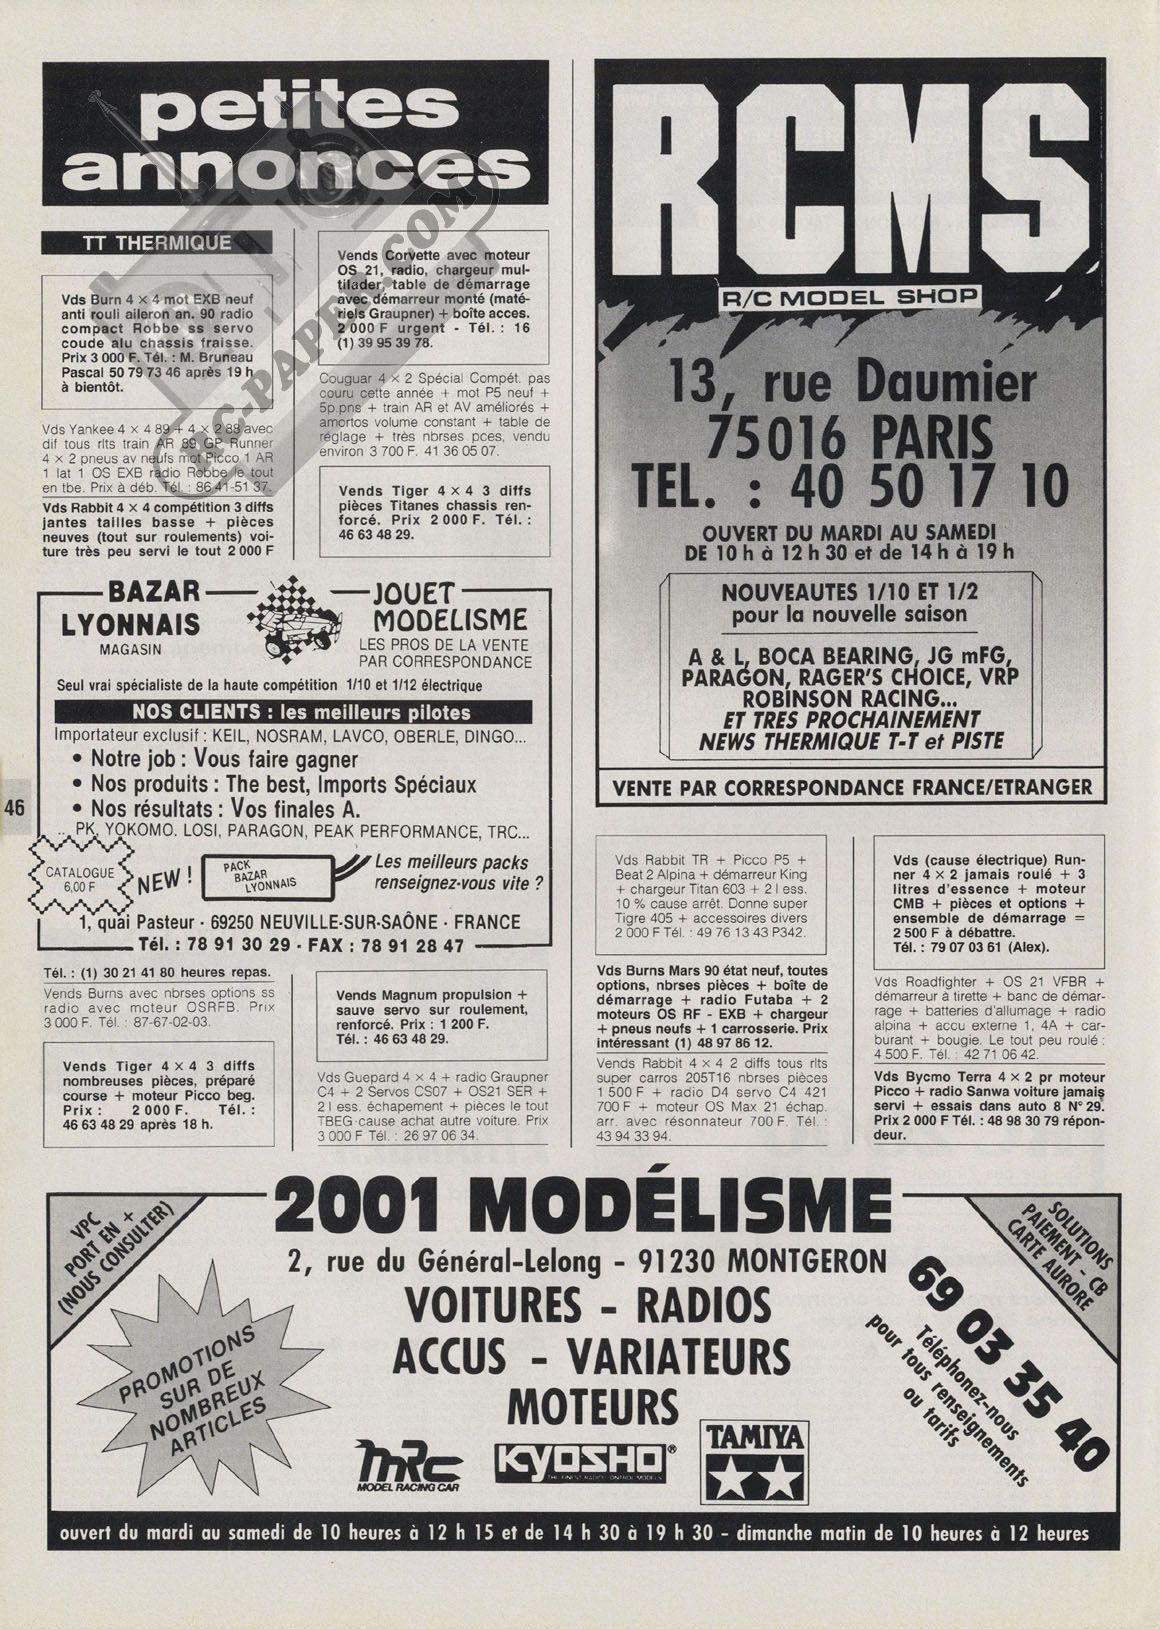 petites
annonces
TT THERMIQUE
Vds Burn 4 × 4 mot EXB neuf
anti rouli aileron an. 90 radio
compact Robbe ss servo
coude alu chassis fraisse.
Prix 3 000 F. Tél. : M. Bruneau
Pascal 50 79 73 46 après 19 h
à bientôt.
Vds Yankee 4 × 4 89 + 4 × 2 88 avec
dif tous rlts train AR 89 GP Runner
4 × 2 pneus av neufs mot Picco 1 AR
1 lat 1 OS EXB radio Robbe le tout
en tbe. Prix à déb. Tél. : 86 41-51 37.
Vds Rabbit 4 × 4 compétition 3 diffs
jantes tailles basse + pièces
neuves (tout sur roulements) voi-
ture très peu servi le tout 2 000 F
Vends Corvette avec moteur
OS 21, radio, chargeur mul-
tilader, table de démarrage
avec démarreur monté (maté-
riels Graupner) + boîte acces.
2 000 F urgent - Tél. : 16
(1) 39 95 39 78.
Couguar 4 × 2 Spécial Compét. pas
couru cette année + mot P5 neuf +
5p.pns + train AR et AV améliorés +
amortos volume constant + table de
réglage + très nbrses pces, vendu
environ 3 700 F. 41 36 05 07.
Vends Tiger 4 × 4 3 diffs
pièces Titanes chassis ren-
forcé. Prix 2 000 F. Tél. :
46 63 48 29.
RC-PAPER.COM
RCMS
R/C MODEL SHOP
13, rue Daumier
75016 PARIS
TEL. : 40 50 17 10
OUVERT DU MARDI AU SAMEDI
DE 10 h à 12 h 30 et de 14 h à 19 h
NOUVEAUTES 1/10 ET 1/2
pour la nouvelle saison
A & L, BOCA BEARING, JG mFG,
PARAGON, RAGER'S CHOICE, VRP
ROBINSON RACING...
ET TRES PROCHAINEMENT
NEWS THERMIQUE T-T et PISTE
VENTE PAR CORRESPONDANCE FRANCE/ETRANGER
BAZAR
LYONNAIS
MAGASIN
JOUET
MODELISME
LES PROS DE LA VENTE
PAR CORRESPONDANCE
Seul vrai spécialiste de la haute compétition 1/10 et 1/12 électrique
NOS CLIENTS : les meilleurs pilotes
Importateur exclusif : KEIL, NOSRAM, LAVCO, OBERLE, DINGO...
• Notre job : Vous faire gagner
• Nos produits : The best, Imports Spéciaux
• Nos résultats : Vos finales A.
... PK, YOKOMO. LOSI, PARAGON, PEAK PERFORMANCE, TRC...
CATALOGUE
6,00 F
NEW !
PACK
BAZAR
LYONNAIS
Les meilleurs packs
renseignez-vous vite ?
1, quai Pasteur · 69250 NEUVILLE-SUR-SAÔNE · FRANCE
Tél. : 78 91 30 29 · FAX : 78 91 28 47
46
Tél. : (1) 30 21 41 80 heures repas.
Vends Burns avec nbrses options ss
radio avec moteur OSRFB. Prix
3 000 F. Tél. : 87-67-02-03.
Vends Tiger 4 × 4 3 diffs
nombreuses pièces, préparé
course + moteur Picco beg.
Prix : 2 000 F. Tél. :
46 63 48 29 après 18 h.
Vends Magnum propulsion +
sauve servo sur roulement,
renforcé. Prix : 1 200 F.
Tél. : 46 63 48 29.
Vds Guepard 4 × 4 + radio Graupner
C4 + 2 Servos CS07 + OS21 SER +
2 l ess. échapement + pièces le tout
TBEG cause achat autre voiture. Prix
3 000 F Tél. : 26 97 06 34.
Vds Rabbit TR + Picco P5 +
Beat 2 Alpina + démarreur King
+ chargeur Titan 603 + 2 l ess.
10 % cause arrêt. Donne super
Tigre 405 + accessoires divers
2 000 F Tél. : 49 76 13 43 P342.
Vds Burns Mars 90 état neuf, toutes
options, nbrses pièces + boîte de
démarrage + radio Futaba + 2
moteurs OS RF - EXB + chargeur
+ pneus neufs + 1 carrosserie. Prix
intéressant (1) 48 97 86 12.
Vends Rabbit 4 × 4 2 diffs tous rlts
super carros 205T16 nbrses pièces
1 500 F + radio D4 servo C4 421
700 F + moteur OS Max 21 échap.
arr. avec résonnateur 700 F. Tél. :
43 94 33 94.
Vds (cause électrique) Run-
ner 4 × 2 jamais roulé + 3
litres d'essence + moteur
CMB + pièces et options +
ensemble de démarrage =
2 500 F à débattre.
Tél. : 79 07 03 61 (Alex).
Vds Roadfighter + OS 21 VFBR +
démarreur à tirette + banc de démar-
rage + batteries d'allumage + radio
alpina + accu externe 1, 4A + car-
burant + bougie. Le tout peu roulé :
4 500 F. Tél. : 42 71 06 42.
Vds Bycmo Terra 4 × 2 pr moteur
Picco + radio Sanwa voiture jamais
servi + essais dans auto 8 N° 29.
Prix 2 000 F Tél. : 48 98 30 79 répon-
deur.
2001 MODÉLISME
2, rue du Général-Lelong - 91230 MONTGERON
VOITURES - RADIOS
ACCUS - VARIATEURS
MOTEURS
VPC
PORT EN +
(NOUS CONSULTER)
PROMOTIONS
SUR DE
NOMBREUX
ARTICLES
SOLUTIONS
PAIEMENT - CB
CARTE AURORE
69 03 35 40
Téléphonez-nous
pour tous renseignements
ou tarifs
MRC
MODEL RACING CAR
KYOSHO®
THE FINEST RADIO CONTROL MODELS
TAMIYA
ouvert du mardi au samedi de 10 heures à 12 h 15 et de 14 h 30 à 19 h 30 - dimanche matin de 10 heures à 12 heures